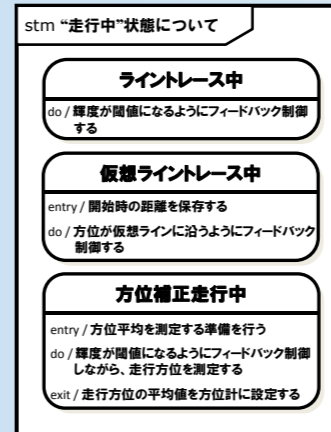 stm “走行中”状態について
ライントレース中
do / 輝度が閾値になるようにフィードバック制御
する
仮想ライントレース中
entry / 開始時の距離を保存する
do / 方位が仮想ラインに沿うようにフィードバック
制御する
方位補正走行中
entry / 方位平均を測定する準備を行う
do / 輝度が閾値になるようにフィードバック制御
しながら、走行方位を測定する
exit / 走行方位の平均値を方位計に設定する